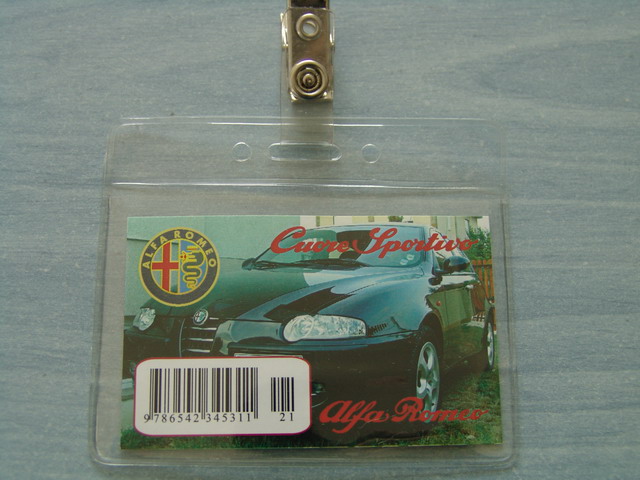 Cuore Sportivo
ALFA ROMEO
9 786542 345311 21
Alfa Romeo